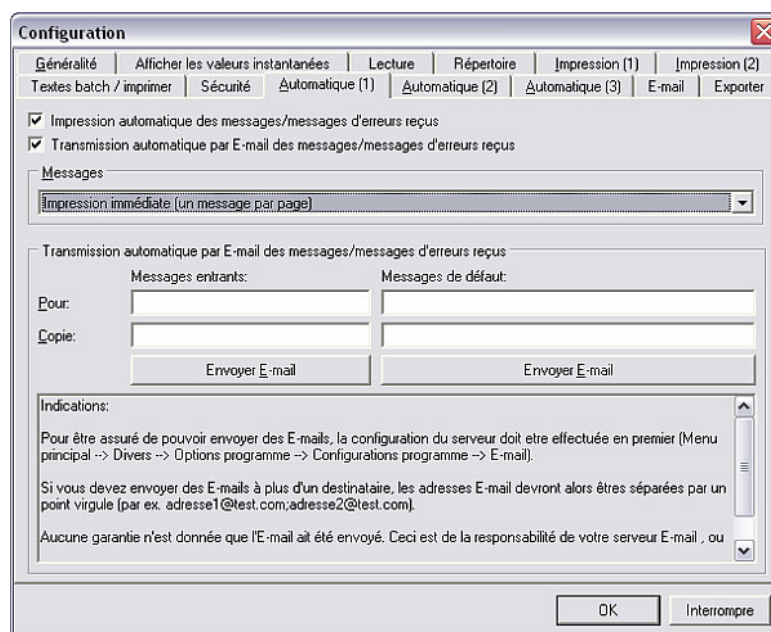 Configuration
Généralité Afficher les valeurs instantanées Lecture Répertoire Impression (1) Impression (2)
Textes batch / imprimer Sécurité Automatique (1) Automatique (2) Automatique (3) E-mail Exporter
Impression automatique des messages/messages d'erreurs reçus
Transmission automatique par E-mail des messages/messages d'erreurs reçus
Messages
Impression immédiate (un message par page)
Transmission automatique par E-mail des messages/messages d'erreurs reçus
Messages entrants: Messages de défaut:
Pour:
Copie:
Envoyer E-mail Envoyer E-mail
Indications:
Pour être assuré de pouvoir envoyer des E-mails, la configuration du serveur doit etre effectuée en premier (Menu
principal --> Divers --> Options programme --> Configurations programme --> E-mail).
Si vous devez envoyer des E-mails à plus d'un destinataire, les adresses E-mail devront alors êtres séparées par un
point virgule (par ex. adresse1@test.com;adresse2@test.com).
Aucune garantie n'est donnée que l'E-mail ait été envoyé. Ceci est de la responsabilité de votre serveur E-mail , ou
OK Interrompre